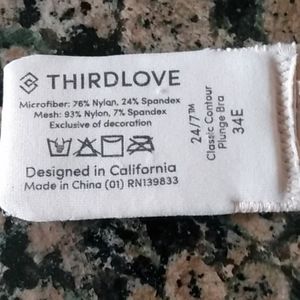 THIRDLOVE
Microfiber: 76% Nylon, 24% Spandex
Mesh: 93% Nylon, 7% Spandex
Exclusive of decoration
Designed in California
Made in China (01) RN139833
24/7™
Classic Contour
Plunge Bra
34E